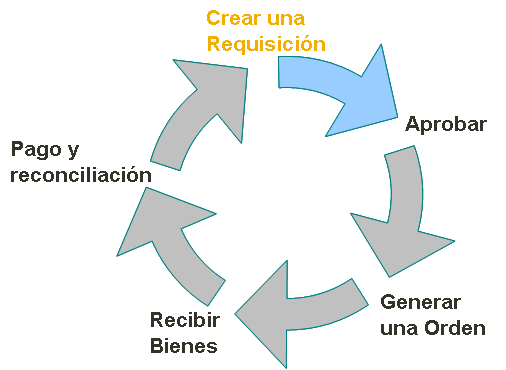 Crear una
Requisición
Aprobar
Generar
una Orden
Recibir
Bienes
Pago y
reconciliación